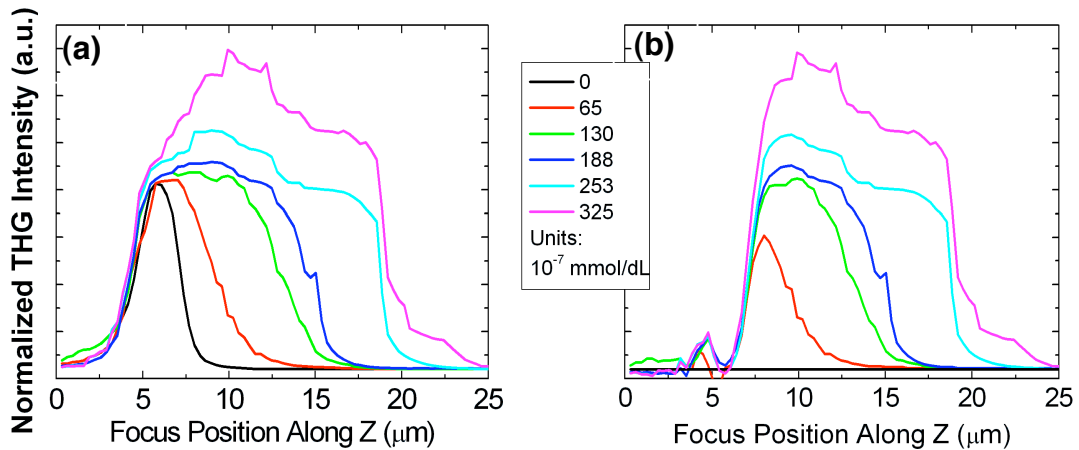 Normalized THG Intensity (a.u.)
(a)
0 5 10 15 20 25
Focus Position Along Z (μm)
0
65
130
188
253
325
Units:
10⁻⁷ mmol/dL
(b)
0 5 10 15 20 25
Focus Position Along Z (μm)